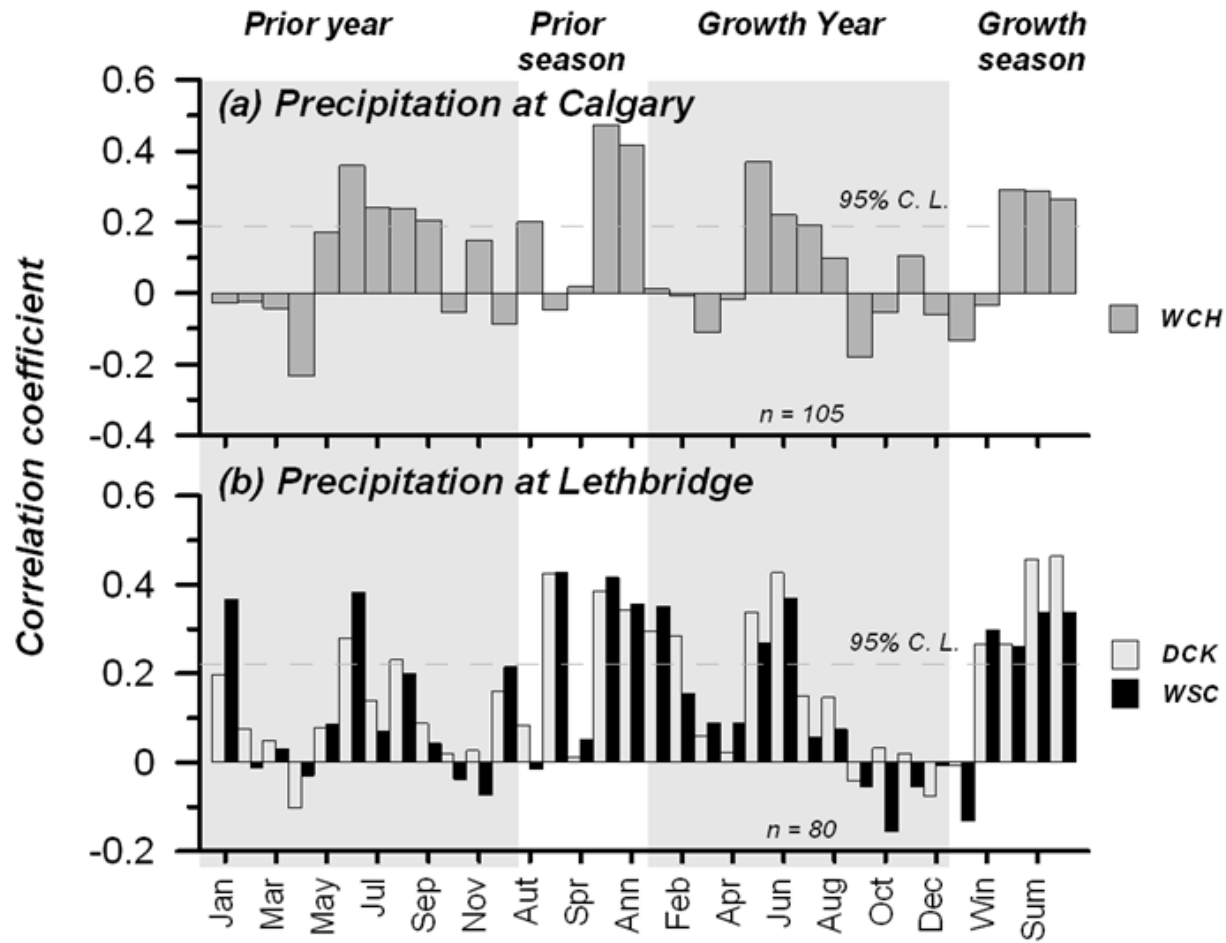 Prior year
Prior
season
Growth Year
Growth
season
Correlation coefficient
0.6
0.4
0.2
0
-0.2
-0.4
(a) Precipitation at Calgary
95% C. L.
n = 105
WCH
0.6
0.4
0.2
0
-0.2
(b) Precipitation at Lethbridge
95% C. L.
n = 80
DCK
WSC
Jan
Mar
May
Jul
Sep
Nov
Aut
Spr
Ann
Feb
Apr
Jun
Aug
Oct
Dec
Win
Sum